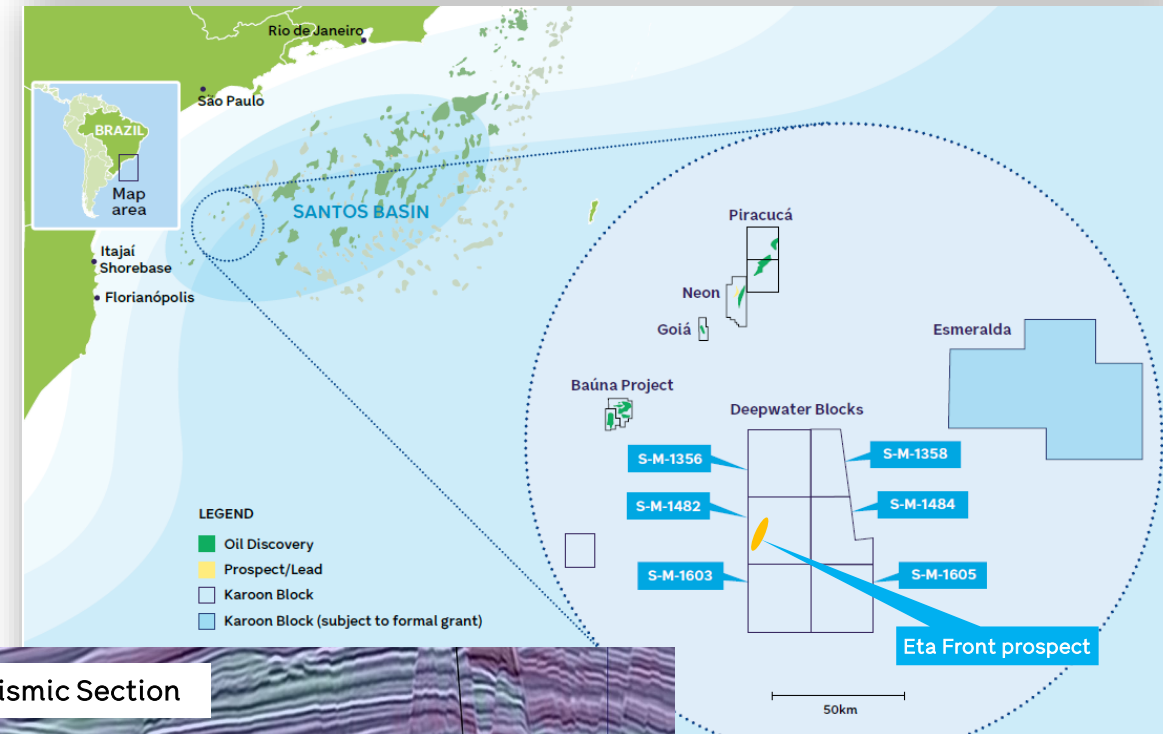 Rio de Janeiro
São Paulo
BRAZIL
Map
area
SANTOS BASIN
Itajaí
Shorebase
Florianópolis
Piracucá
Neon
Goiá
Esmeralda
Baúna Project
Deepwater Blocks
S-M-1356
S-M-1358
S-M-1482
S-M-1484
S-M-1603
S-M-1605
Eta Front prospect
50km
LEGEND
Oil Discovery
Prospect/Lead
Karoon Block
Karoon Block (subject to formal grant)
ismic Section